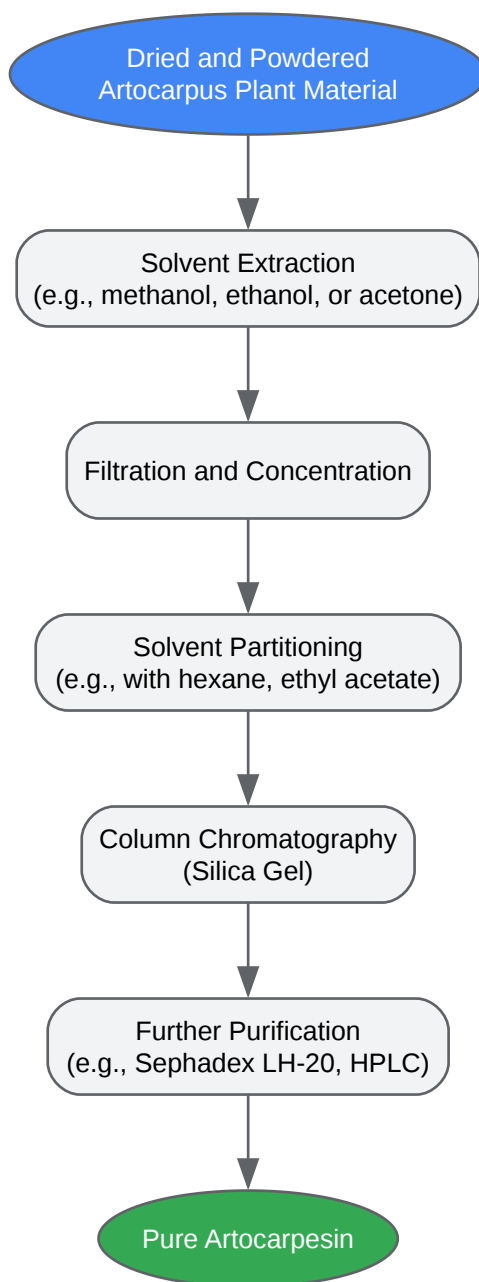 Dried and Powdered
Artocarpus Plant Material
Solvent Extraction
(e.g., methanol, ethanol, or acetone)
Filtration and Concentration
Solvent Partitioning
(e.g., with hexane, ethyl acetate)
Column Chromatography
(Silica Gel)
Further Purification
(e.g., Sephadex LH-20, HPLC)
Pure Artocarpesin